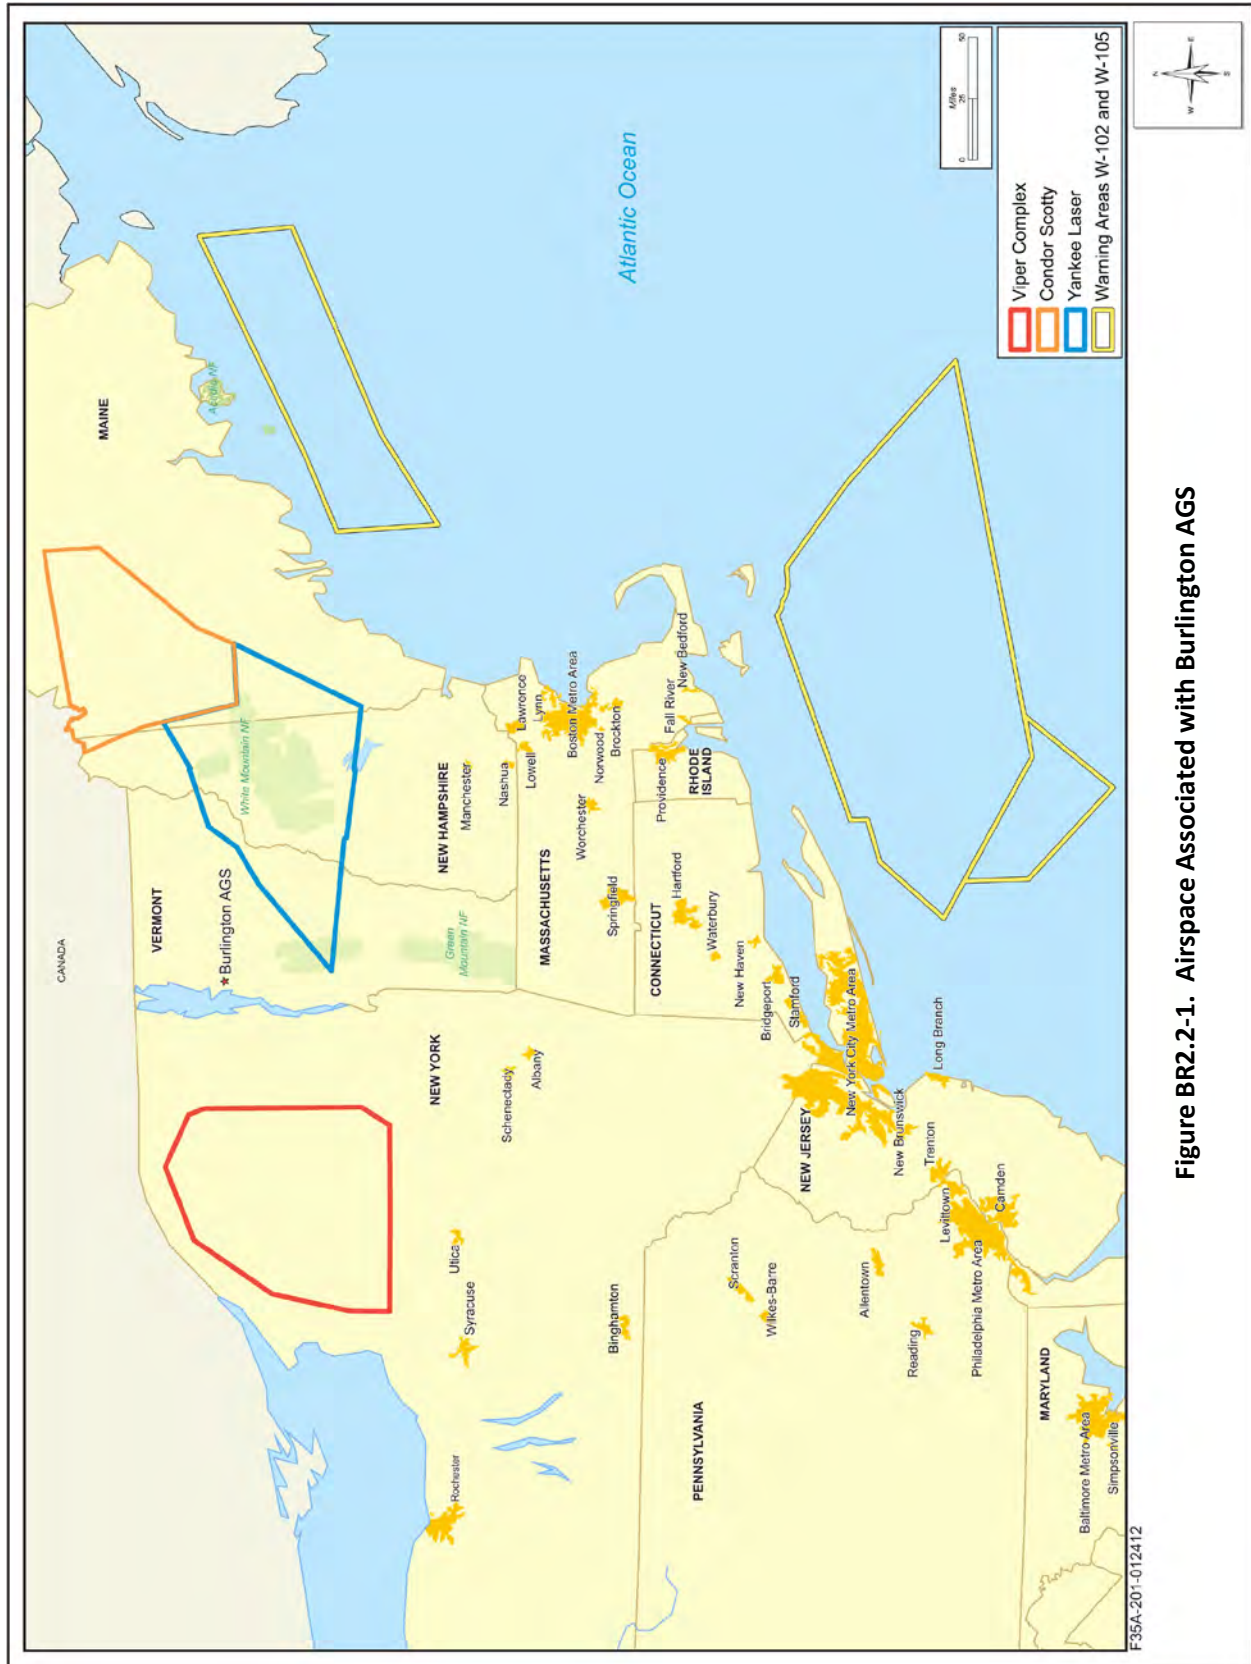 CANADA
MAINE
VERMONT
Burlington AGS
White Mountain NF
Acadia NF
Green
Mountain NF
NEW HAMPSHIRE
Manchester
Nashua
Lawrence
Lowell
Lynn
Boston Metro Area
Norwood
Brockton
Worchester
MASSACHUSETTS
Springfield
Fall River
New Bedford
Providence
RHODE
ISLAND
CONNECTICUT
Hartford
Waterbury
New Haven
Bridgeport
Stamford
NEW YORK
Schenectady
Albany
Utica
Syracuse
Rochester
Binghamton
New York City Metro Area
Long Branch
NEW JERSEY
New Brunswick
Trenton
Levittown
Camden
Philadelphia Metro Area
Scranton
Wilkes-Barre
Allentown
Reading
PENNSYLVANIA
MARYLAND
Baltimore Metro Area
Simpsonville
Atlantic Ocean
Miles
0 25 50
Viper Complex
Condor Scotty
Yankee Laser
Warning Areas W-102 and W-105
N
W
E
S
F35A-201-012412
Figure BR2.2-1. Airspace Associated with Burlington AGS